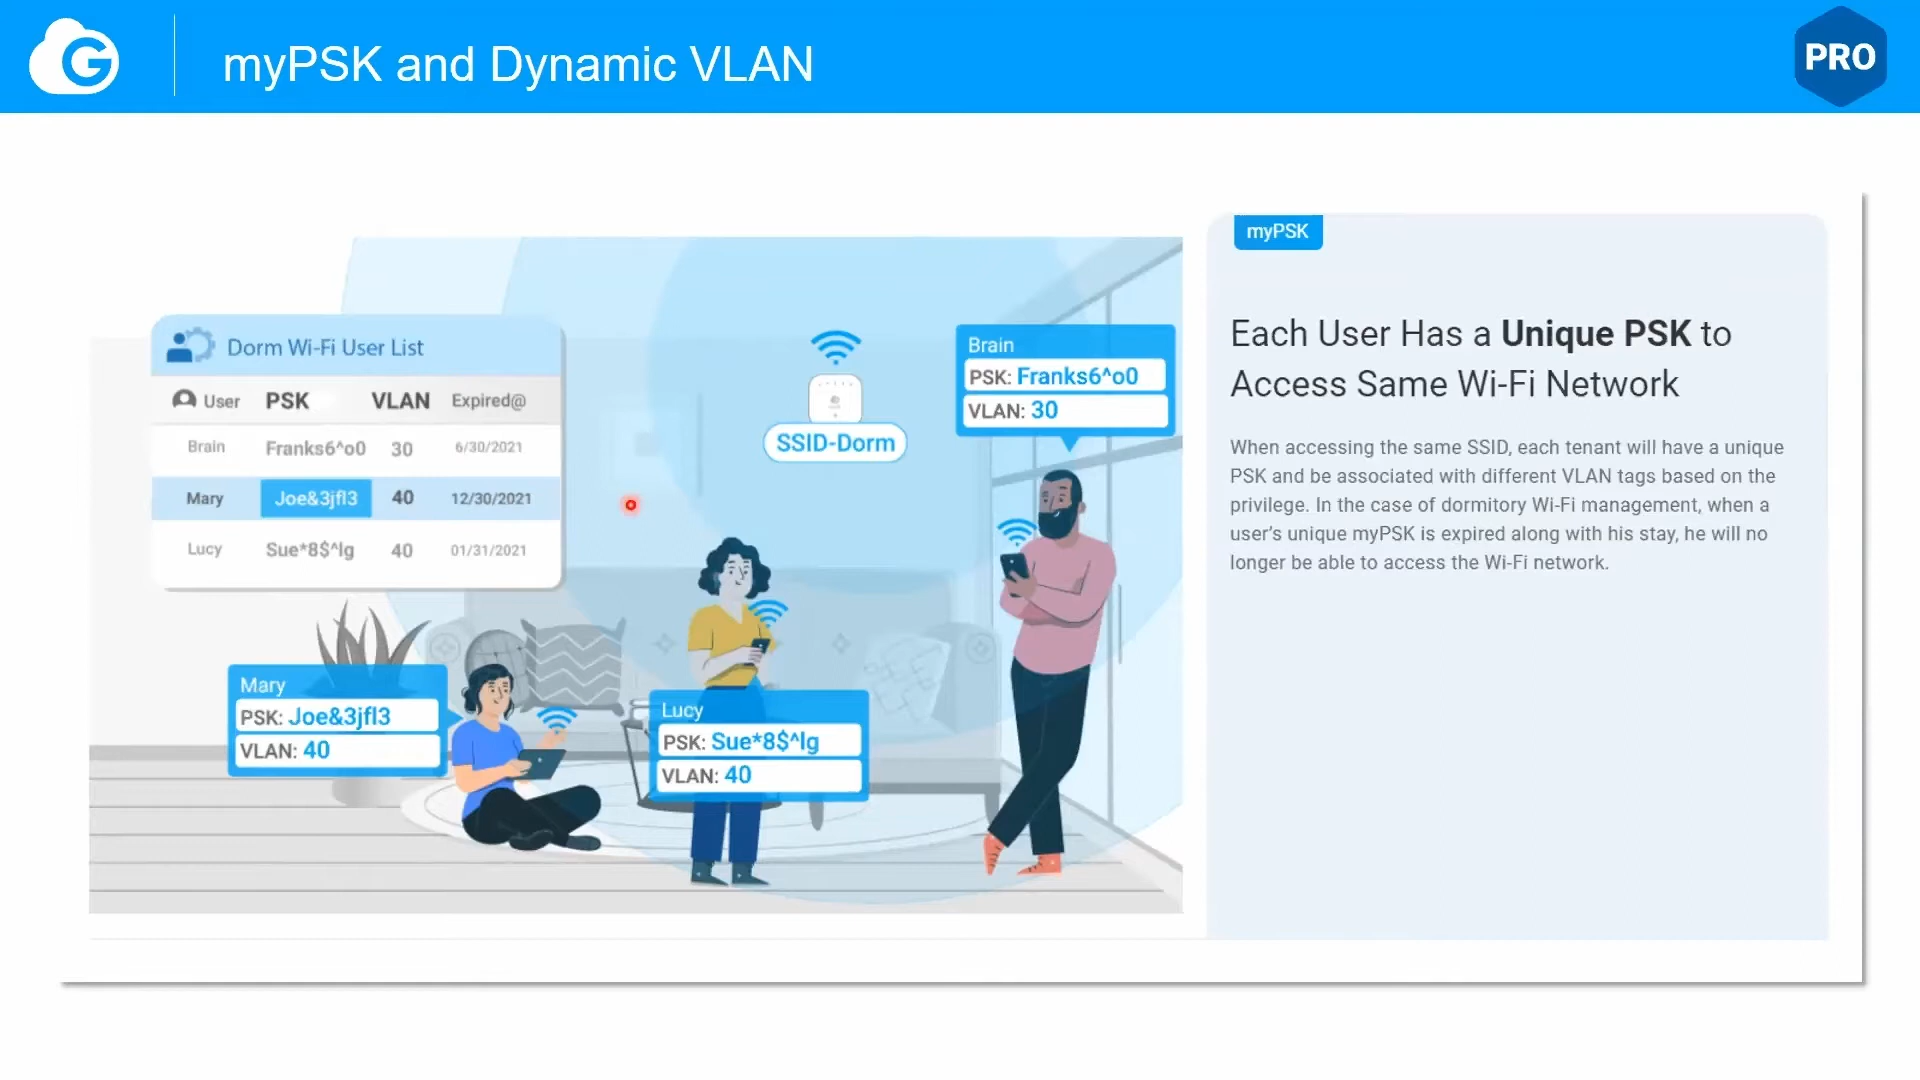 G
myPSK and Dynamic VLAN
PRO
Dorm Wi-Fi User List
User PSK VLAN Expired@
Brain Franks6^o0 30 6/30/2021
Mary Joe&3jfl3 40 12/30/2021
Lucy Sue*8$^lg 40 01/31/2021
SSID-Dorm
Brain
PSK: Franks6^o0
VLAN: 30
Mary
PSK: Joe&3jfl3
VLAN: 40
Lucy
PSK: Sue*8$^lg
VLAN: 40
myPSK
Each User Has a Unique PSK to
Access Same Wi-Fi Network
When accessing the same SSID, each tenant will have a unique
PSK and be associated with different VLAN tags based on the
privilege. In the case of dormitory Wi-Fi management, when a
user’s unique myPSK is expired along with his stay, he will no
longer be able to access the Wi-Fi network.